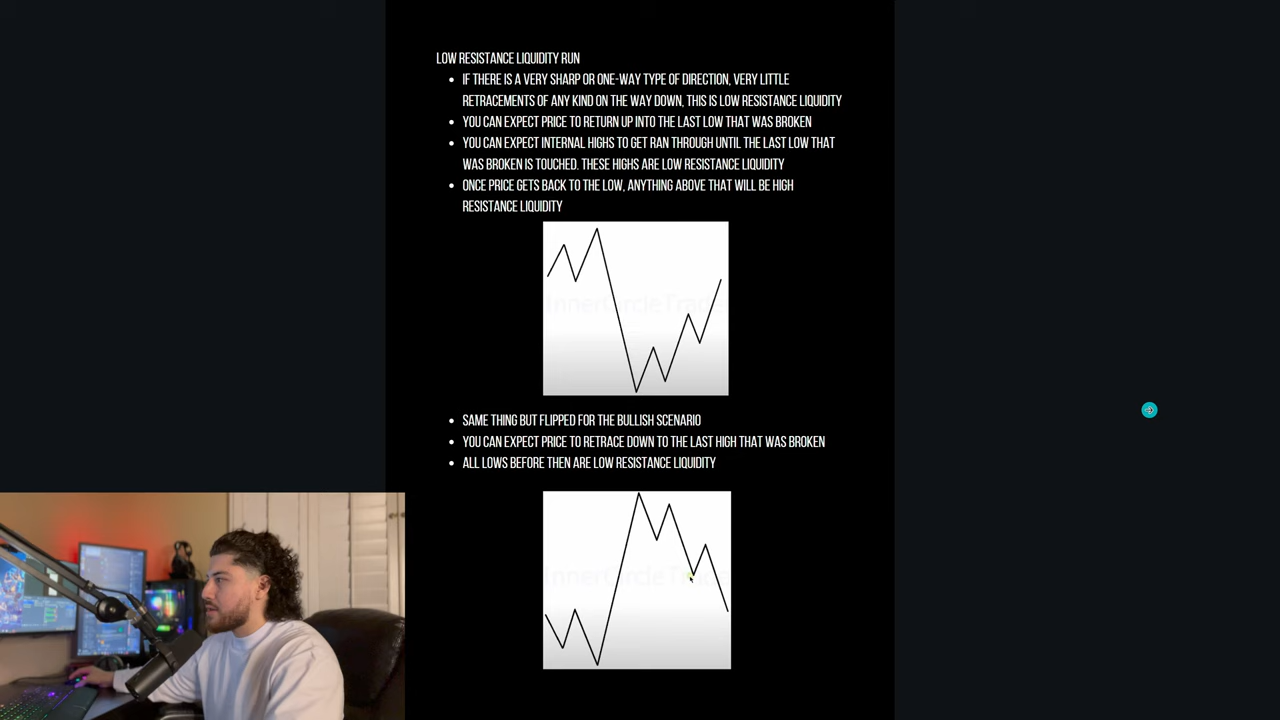 LOW RESISTANCE LIQUIDITY RUN
IF THERE IS A VERY SHARP OR ONE-WAY TYPE OF DIRECTION, VERY LITTLE
RETRACEMENTS OF ANY KIND ON THE WAY DOWN, THIS IS LOW RESISTANCE LIQUIDITY
YOU CAN EXPECT PRICE TO RETURN UP INTO THE LAST LOW THAT WAS BROKEN
YOU CAN EXPECT INTERNAL HIGHS TO GET RAN THROUGH UNTIL THE LAST LOW THAT
WAS BROKEN IS TOUCHED. THESE HIGHS ARE LOW RESISTANCE LIQUIDITY
ONCE PRICE GETS BACK TO THE LOW, ANYTHING ABOVE THAT WILL BE HIGH
RESISTANCE LIQUIDITY
InnerCircleTrade
SAME THING BUT FLIPPED FOR THE BULLISH SCENARIO
YOU CAN EXPECT PRICE TO RETRACE DOWN TO THE LAST HIGH THAT WAS BROKEN
ALL LOWS BEFORE THEN ARE LOW RESISTANCE LIQUIDITY
InnerCircleTrade